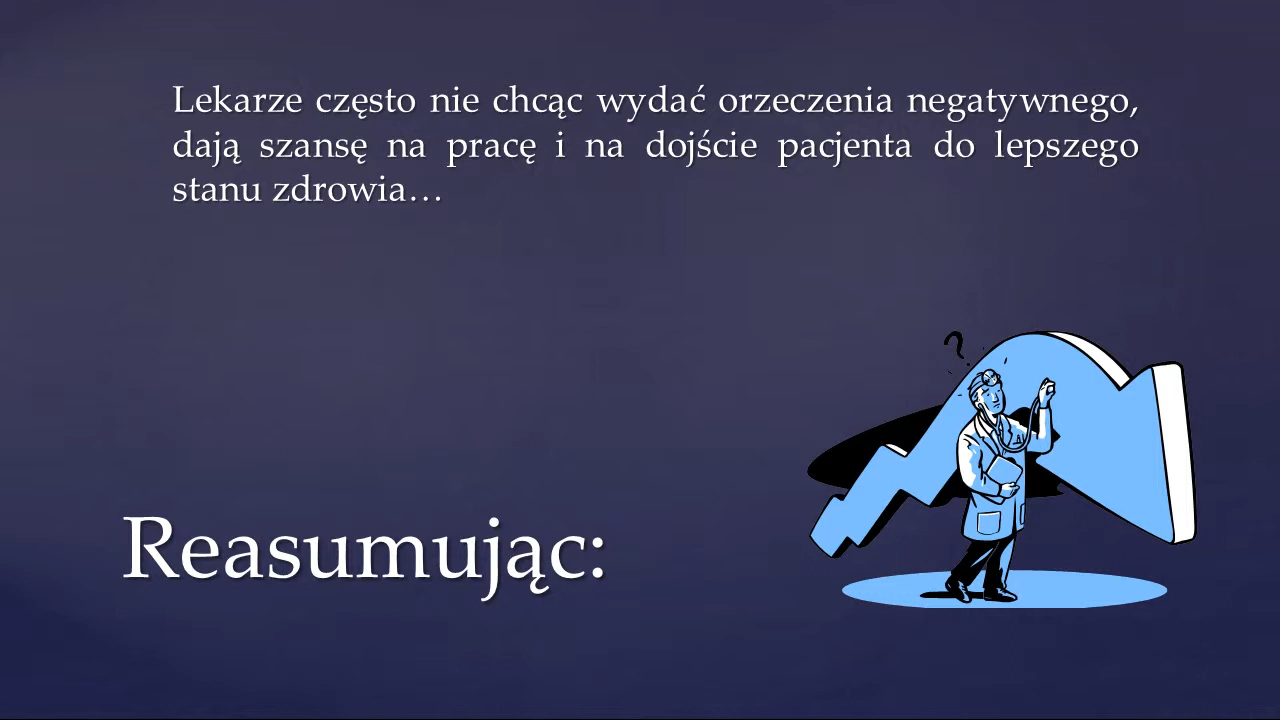 Lekarze często nie chcąc wydać orzeczenia negatywnego,
dają szansę na pracę i na dojście pacjenta do lepszego
stanu zdrowia…
?
Reasumując: